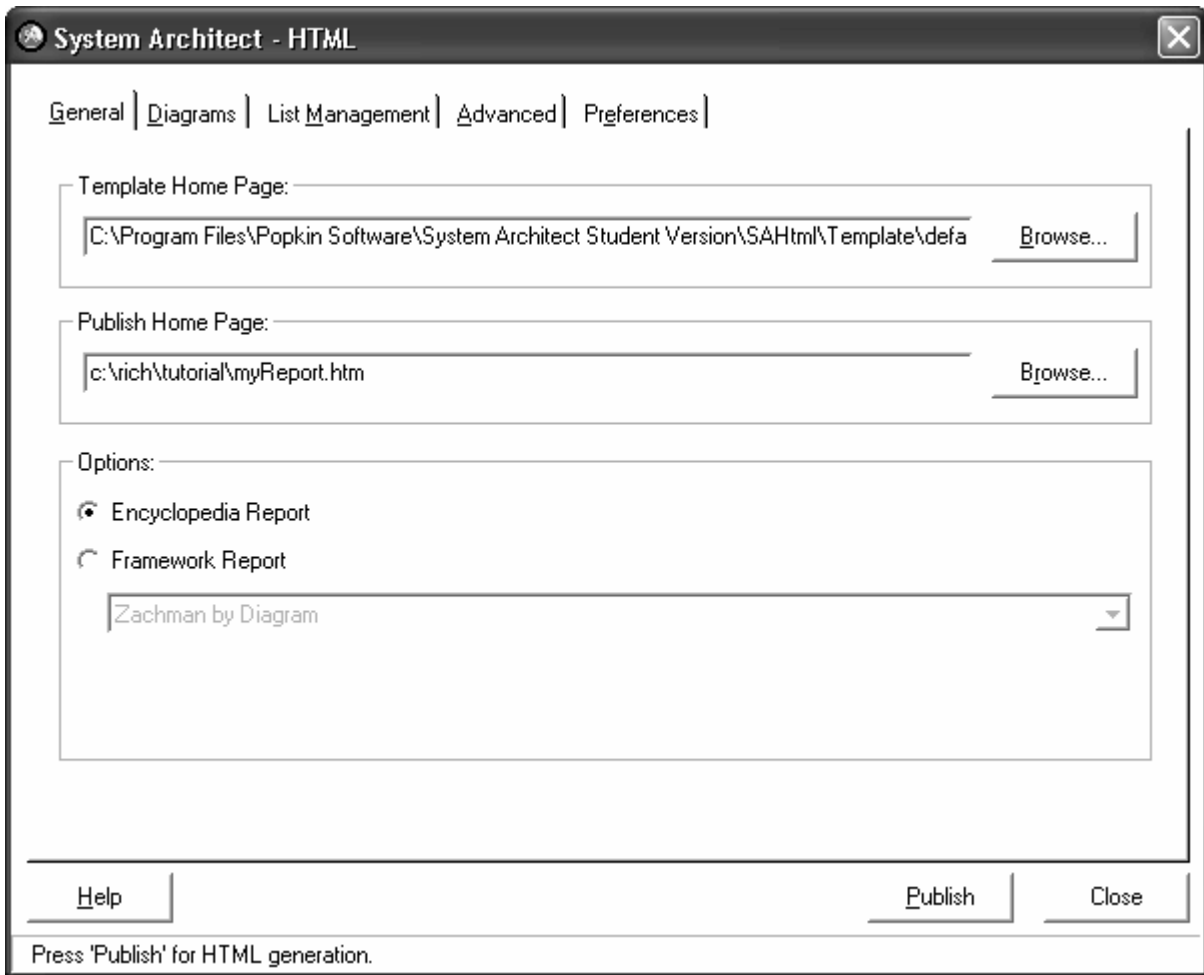 System Architect - HTML
General Diagrams List Management Advanced Preferences
Template Home Page:
C:\Program Files\Popkin Software\System Architect Student Version\SAHtml\Template\defa Browse...
Publish Home Page:
c:\rich\tutorial\myReport.htm Browse...
Options:
Encyclopedia Report
Framework Report
Zachman by Diagram
Help Publish Close
Press 'Publish' for HTML generation.